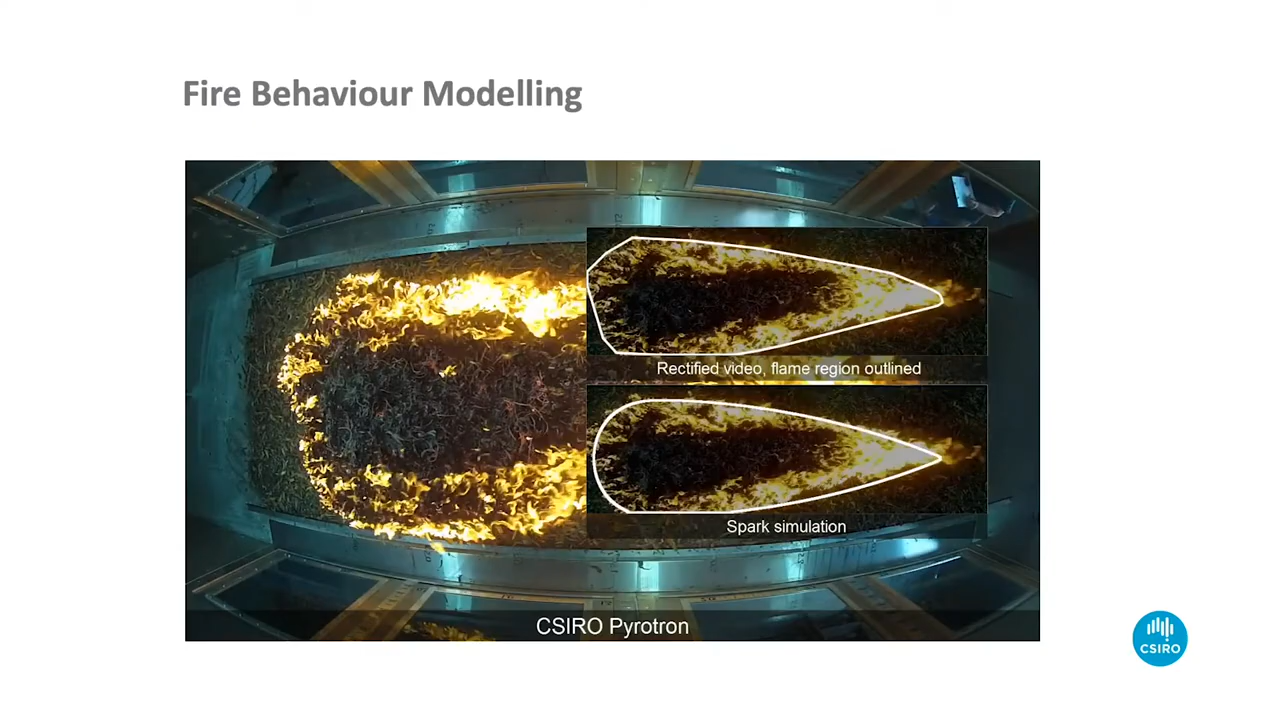 Fire Behaviour Modelling
Rectified video, flame region outlined
Spark simulation
CSIRO Pyrotron
CSIRO